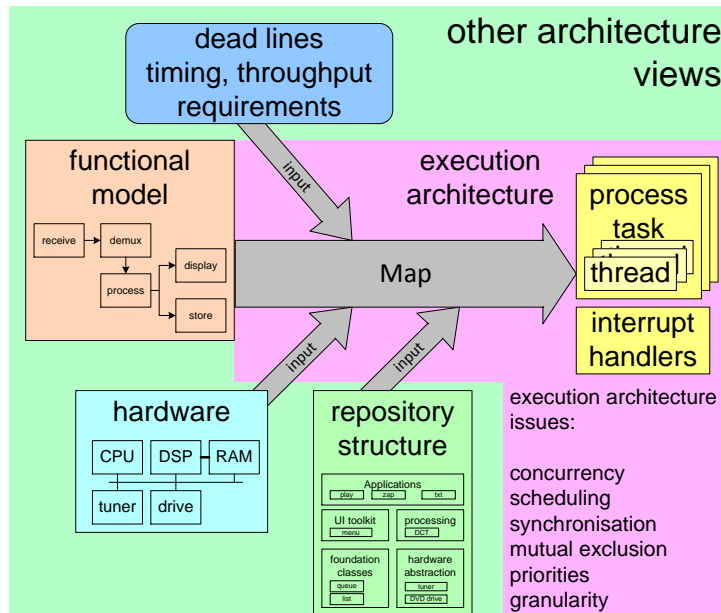 dead lines
timing, throughput
requirements
other architecture
views
input
functional
model
receive
demux
process
display
store
execution
architecture
Map
process
task
thread
interrupt
handlers
input
input
hardware
CPU
DSP
RAM
tuner
drive
repository
structure
Applications
play
zap
txt
UI toolkit
menu
processing
DCT
foundation
classes
queue
list
hardware
abstraction
tuner
DVD drive
execution architecture
issues:
concurrency
scheduling
synchronisation
mutual exclusion
priorities
granularity